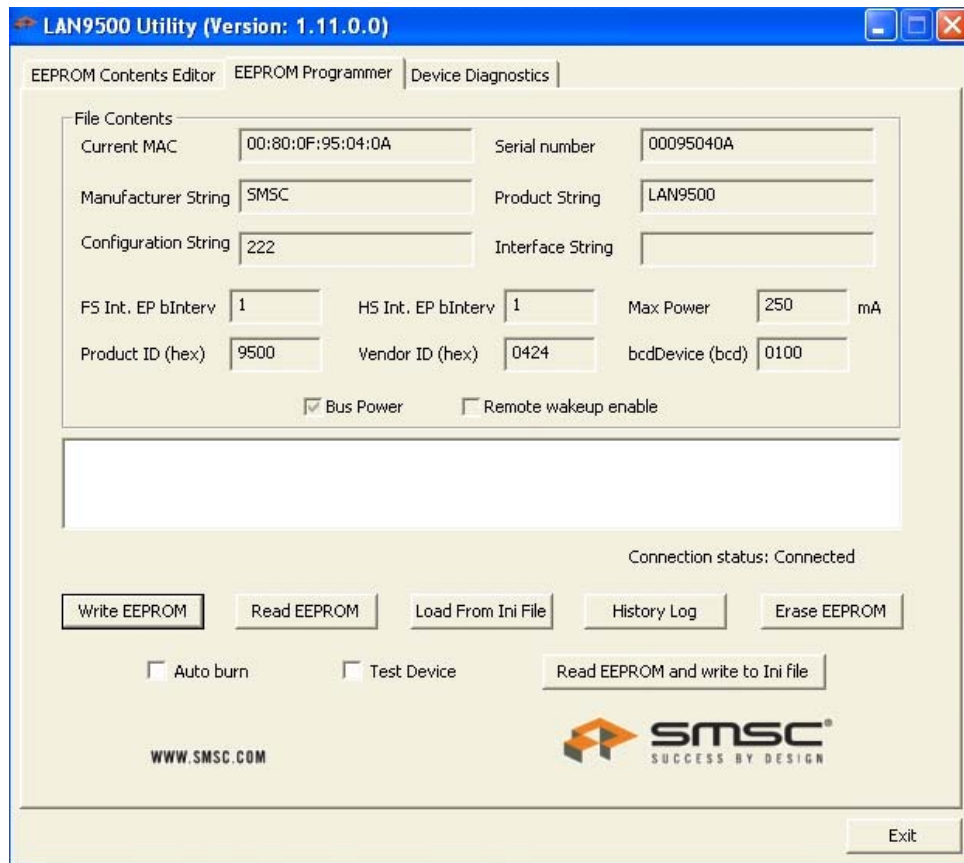 LAN9500 Utility (Version: 1.11.0.0)
EEPROM Contents Editor EEPROM Programmer Device Diagnostics
File Contents
Current MAC 00:80:0F:95:04:0A Serial number 00095040A
Manufacturer String SMSC Product String LAN9500
Configuration String 222 Interface String
FS Int. EP bInterv 1 HS Int. EP bInterv 1 Max Power 250 mA
Product ID (hex) 9500 Vendor ID (hex) 0424 bcdDevice (bcd) 0100
Bus Power Remote wakeup enable
Connection status: Connected
Write EEPROM Read EEPROM Load From Ini File History Log Erase EEPROM
Auto burn Test Device Read EEPROM and write to Ini file
WWW.SMSC.COM smsc®
SUCCESS BY DESIGN
Exit